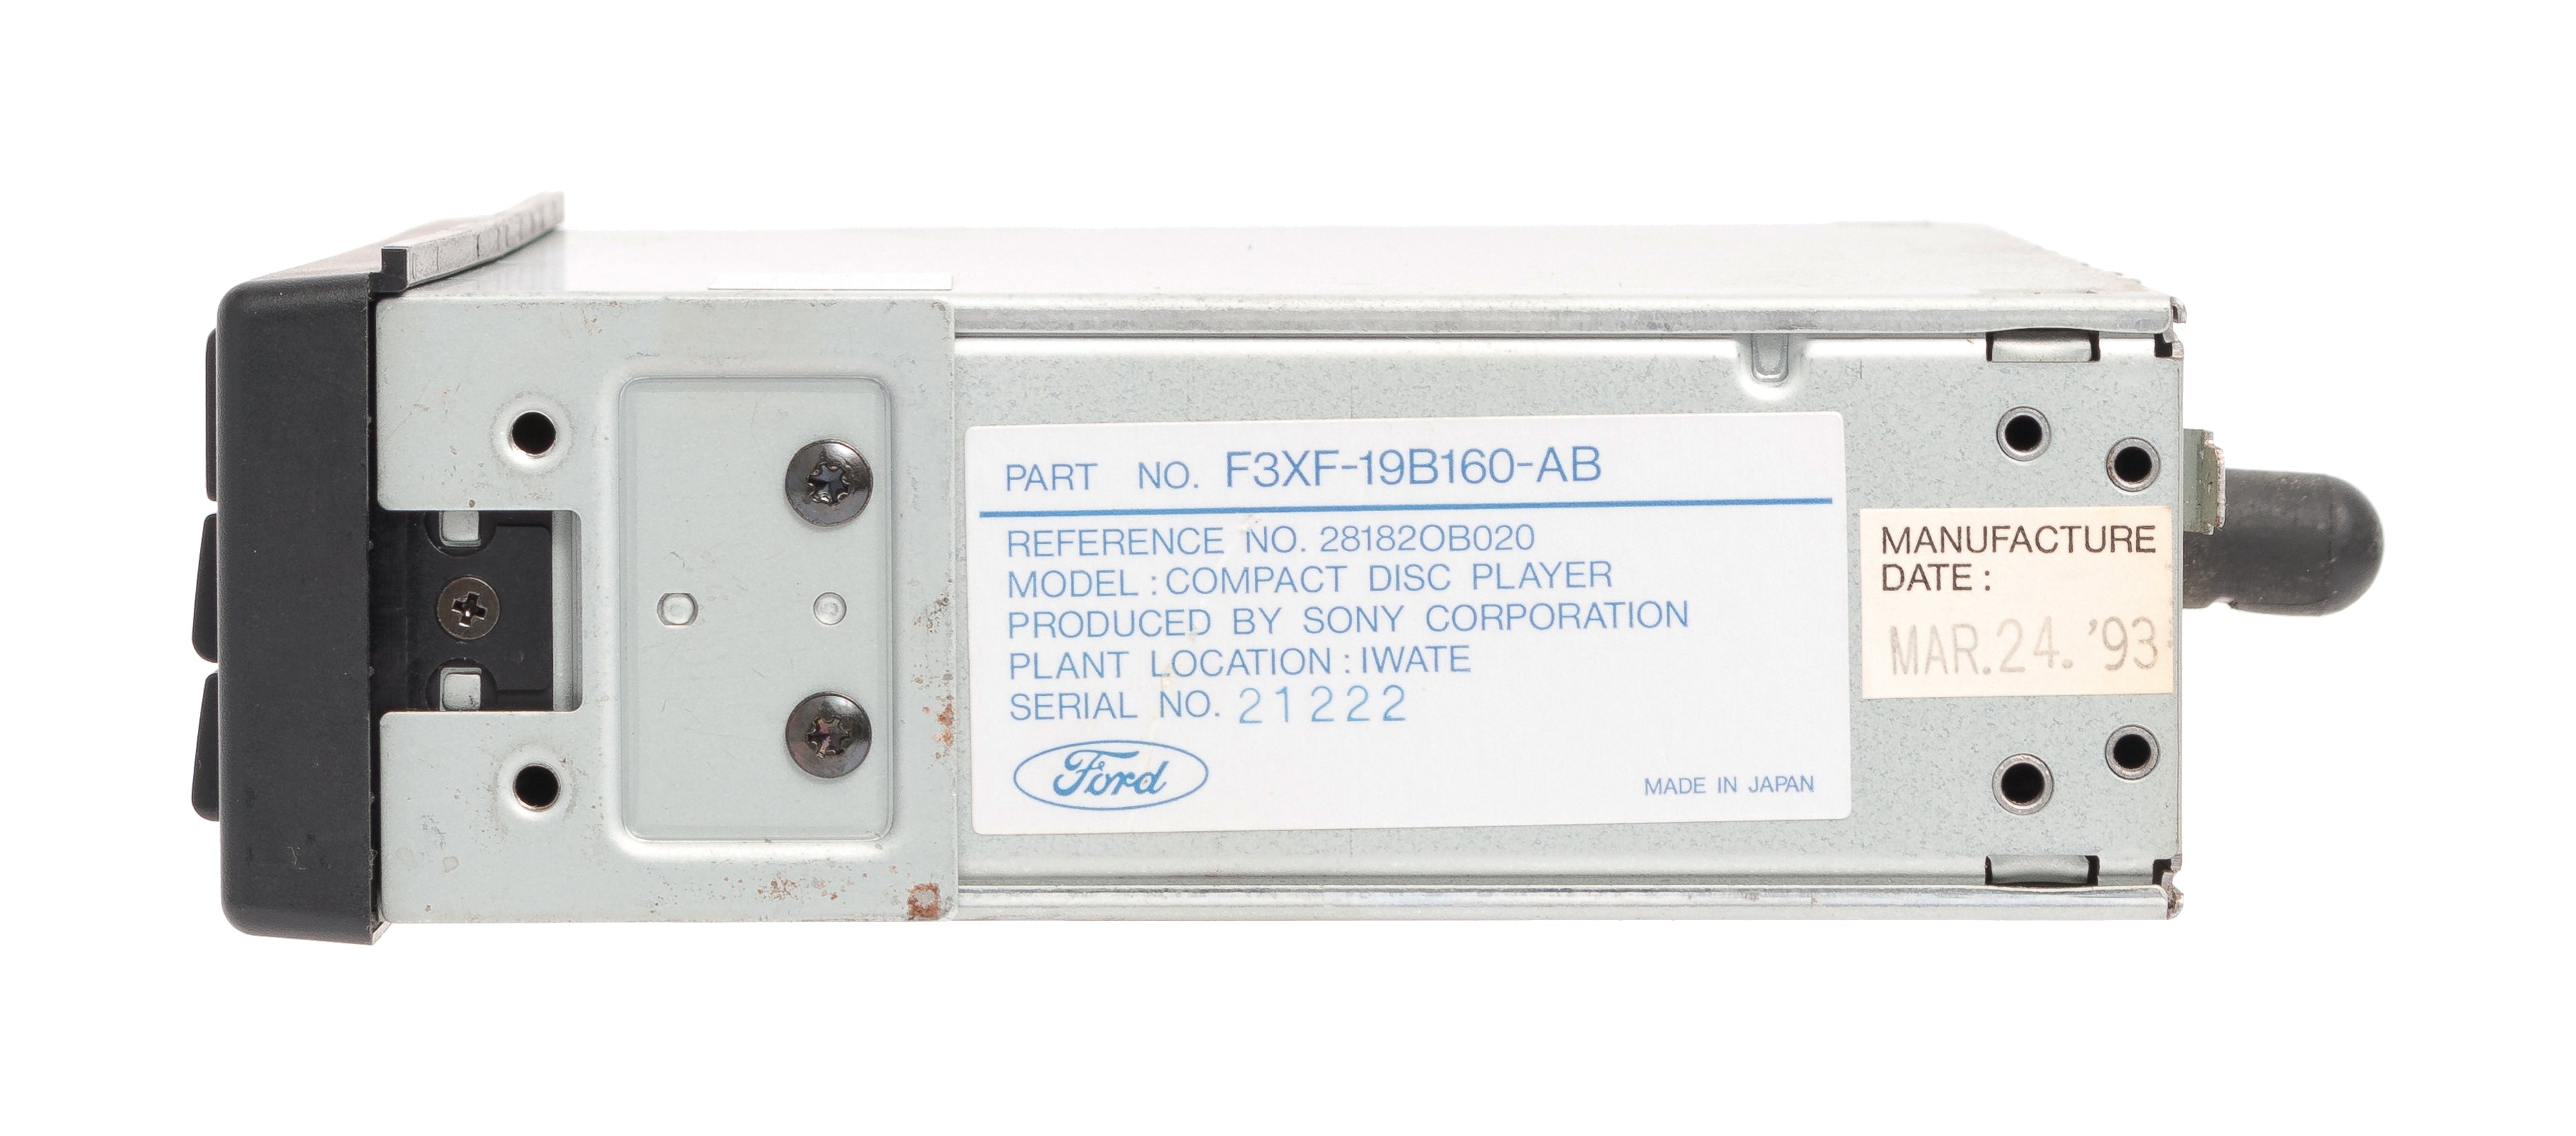 PART NO. F3XF-19B160-AB
REFERENCE NO. 28182OB020
MODEL : COMPACT DISC PLAYER
PRODUCED BY SONY CORPORATION
PLANT LOCATION : IWATE
SERIAL NO. 21222
Ford
MADE IN JAPAN
MANUFACTURE
DATE :
MAR. 24. '93